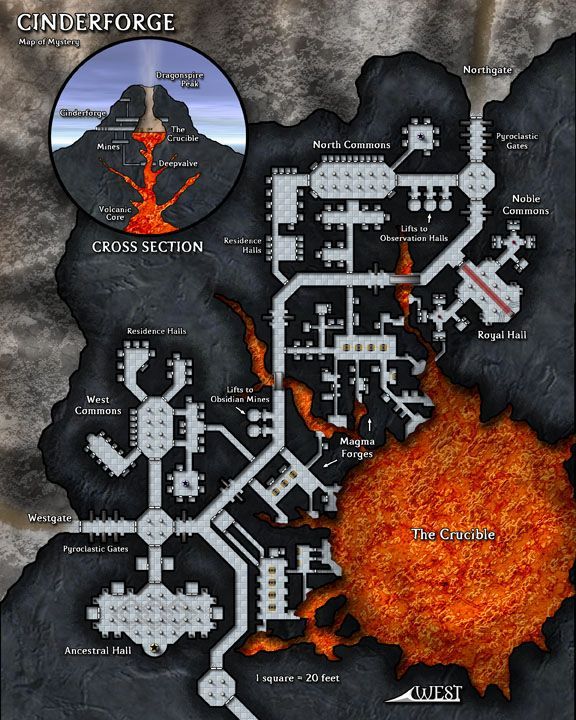 CINDERFORGE
Map of Mystery
Dragonspire
Peak
Cinderforge
The
Crucible
Mines
Deepvalve
Volcanic
Core
CROSS SECTION
Northgate
Pyroclastic
Gates
North Commons
Noble
Commons
Lifts to
Observation Halls
Residence
Halls
Royal Hall
Residence Halls
West
Commons
Lifts to
Obsidian Mines
Magma
Forges
Westgate
Pyroclastic Gates
The Crucible
Ancestral Hall
1 square = 20 feet
WEST